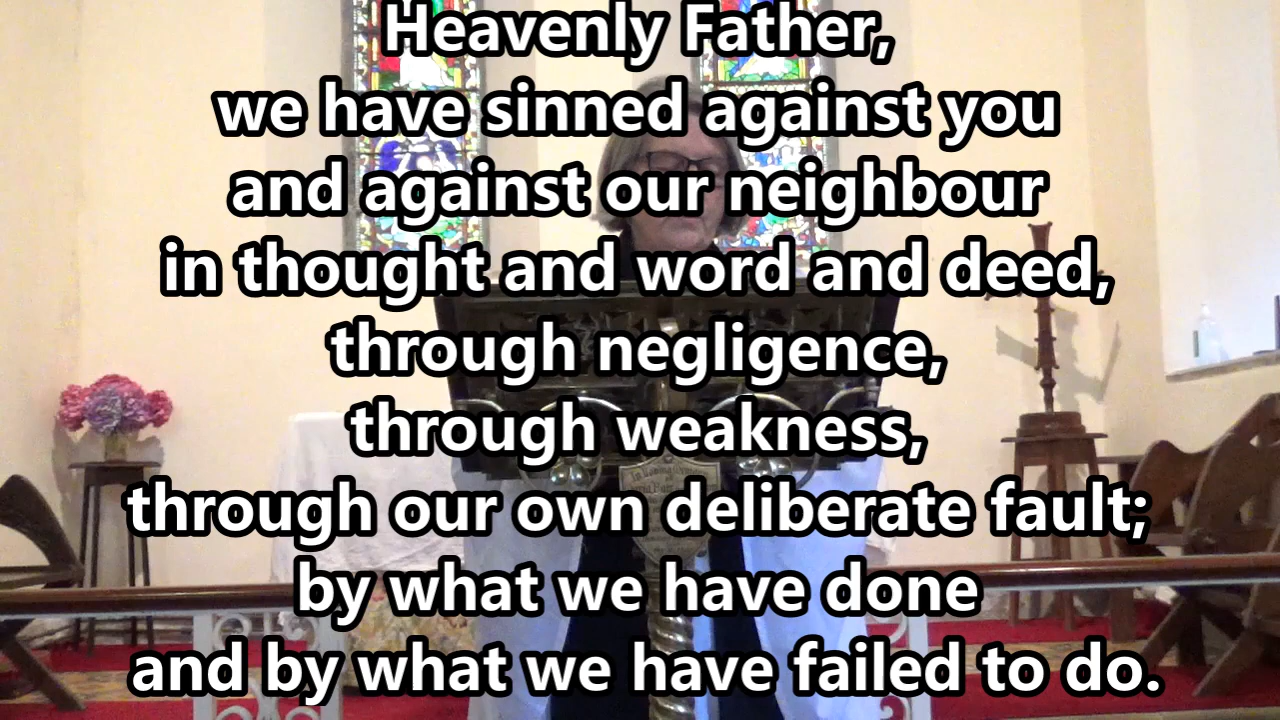 Heavenly Father,
we have sinned against you
and against our neighbour
in thought and word and deed,
through negligence,
through weakness,
through our own deliberate fault;
by what we have done
and by what we have failed to do.